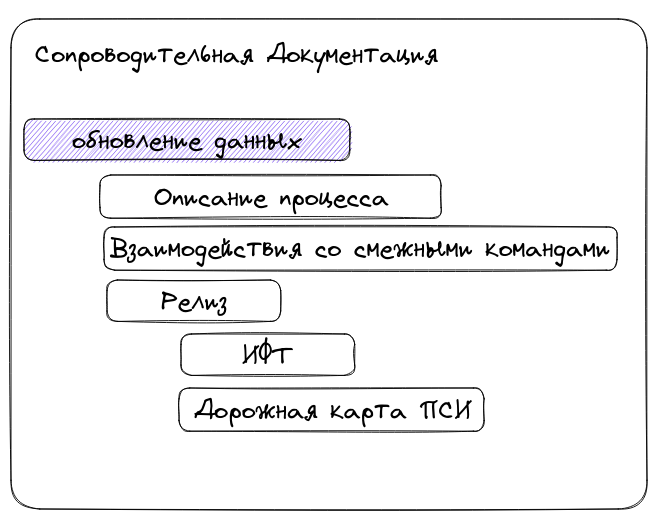 Сопроводительная Документация
обновление данных
Описание процесса
Взаимодействия со смежными командами
Релиз
ИФТ
Дорожная карта ПСИ